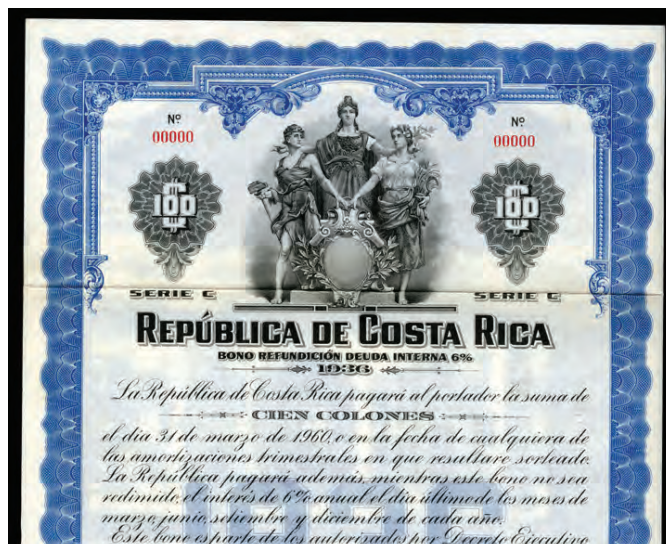 Nº
00000
Nº
00000
100
100
SERIE C
SERIE C
REPÚBLICA DE COSTA RICA
BONO REFUNDICIÓN DEUDA INTERNA 6%
1936
La República de Costa Rica pagará al portador la suma de
CIEN COLONES
el día 31 de marzo de 1960, o en la fecha de cualquiera de
las amortizaciones trimestrales en que resultare sorteado.
La República pagará además, mientras este bono no sea
redimido, el interés de 6% anual el día último de los meses de
marzo, junio, setiembre y diciembre de cada año.
Este bono es parte de los autorizados por Decreto Ejecutivo